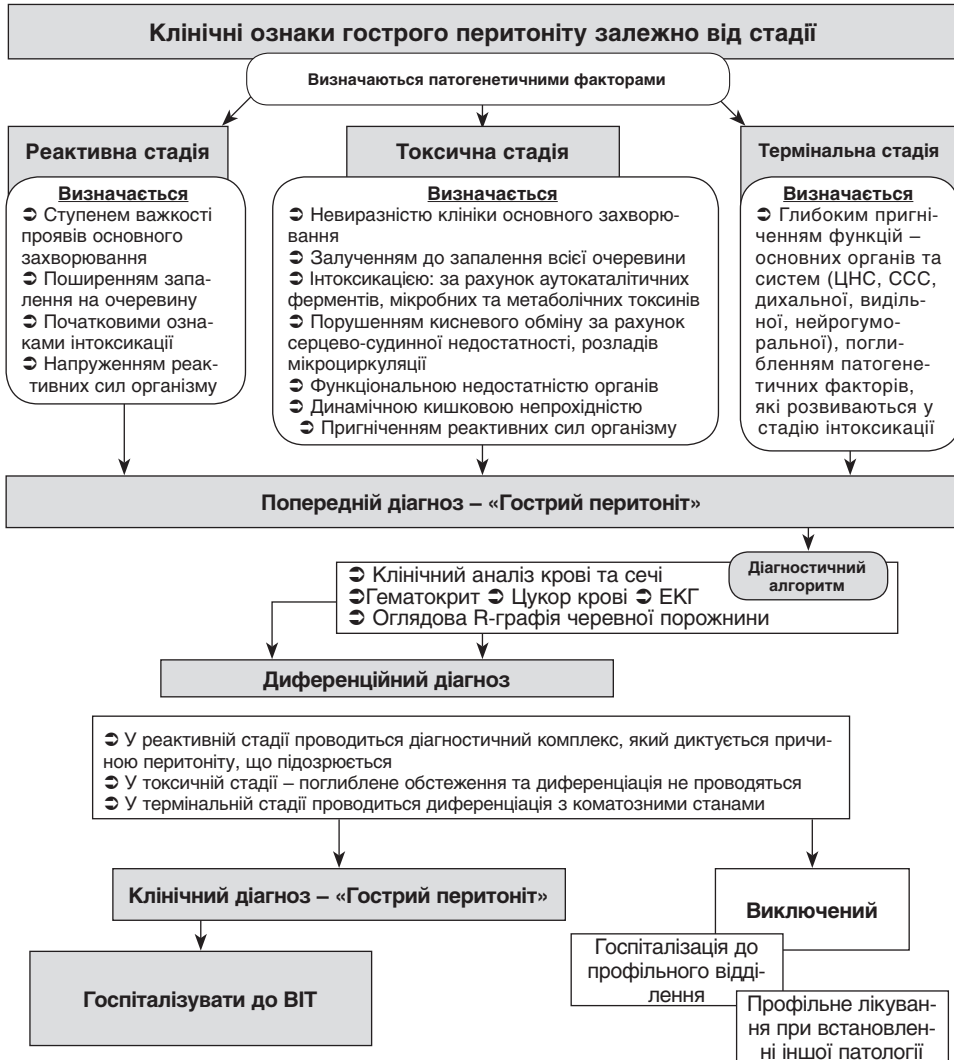 Клінічні ознаки гострого перитоніту залежно від стадії
Визначаються патогенетичними факторами
Реактивна стадія
Визначається
➲ Ступенем важкості
проявів основного
захворювання
➲ Поширенням запа-
лення на очеревину
➲ Початковими озна-
ками інтоксикації
➲ Напруженням реак-
тивних сил організму
Токсична стадія
Визначається
➲ Невиразністю клініки основного захворю-
вання
➲ Залученням до запалення всієї очеревини
➲ Інтоксикацією: за рахунок аутокаталітичних
ферментів, мікробних та метаболічних токсинів
➲ Порушенням кисневого обміну за рахунок
серцево-судинної недостатності, розладів
мікроциркуляції
➲ Функціональною недостатністю органів
➲ Динамічною кишковою непрохідністю
➲ Пригніченням реактивних сил організму
Термінальна стадія
Визначається
➲ Глибоким пригні-
ченням функцій –
основних органів та
систем (ЦНС, ССС,
дихальної, виділь-
ної, нейрогумо-
ральної), погли-
бленням патогене-
тичних факторів,
які розвиваються у
стадію інтоксикації
Попередній діагноз – «Гострий перитоніт»
Діагностичний
алгоритм
➲ Клінічний аналіз крові та сечі
➲Гематокрит ➲ Цукор крові ➲ ЕКГ
➲ Оглядова R-графія черевної порожнини
Диференційний діагноз
➲ У реактивній стадії проводиться діагностичний комплекс, який диктується причи-
ною перитоніту, що підозрюється
➲ У токсичній стадії – поглиблене обстеження та диференціація не проводяться
➲ У термінальній стадії проводиться диференціація з коматозними станами
Клінічний діагноз – «Гострий перитоніт»
Виключений
Госпіталізувати до ВІТ
Госпіталізація до
профільного відді-
лення
Профільне лікуван-
ня при встановлен-
ні іншої патології